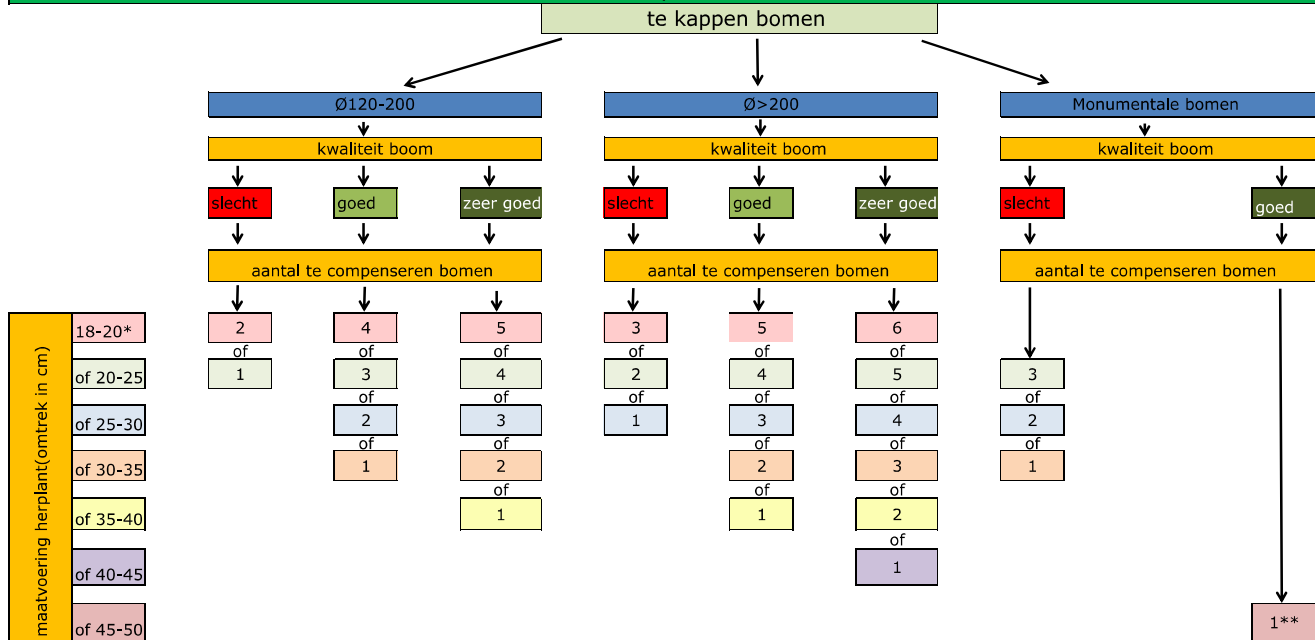 te kappen bomen
Ø120-200 Ø>200 Monumentale bomen
kwaliteit boom kwaliteit boom kwaliteit boom
slecht goed zeer goed slecht goed zeer goed slecht goed
aantal te compenseren bomen aantal te compenseren bomen aantal te compenseren bomen
maatvoering herplant(omtrek in cm)
18-20* 2 4 5 3 5 6
of of of of of of
of 20-25 1 3 4 2 4 5 3
of of of of of of
of 25-30 2 3 1 3 4 2
of of of of of
of 30-35 1 2 2 3 1
of of of
of 35-40 1 1 2
of
of 40-45 1
of 45-50 1**